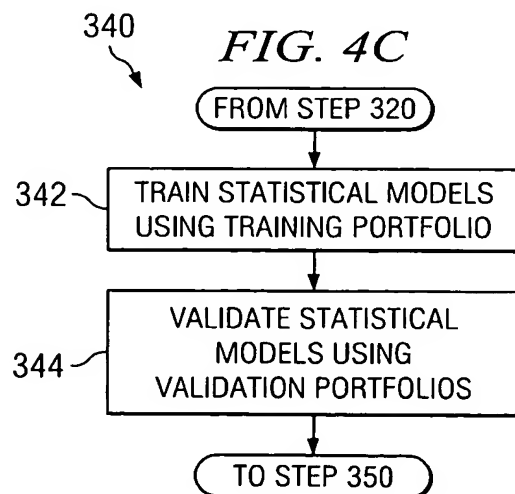 340
FIG. 4C
FROM STEP 320
342
TRAIN STATISTICAL MODELS
USING TRAINING PORTFOLIO
344
VALIDATE STATISTICAL
MODELS USING
VALIDATION PORTFOLIOS
TO STEP 350